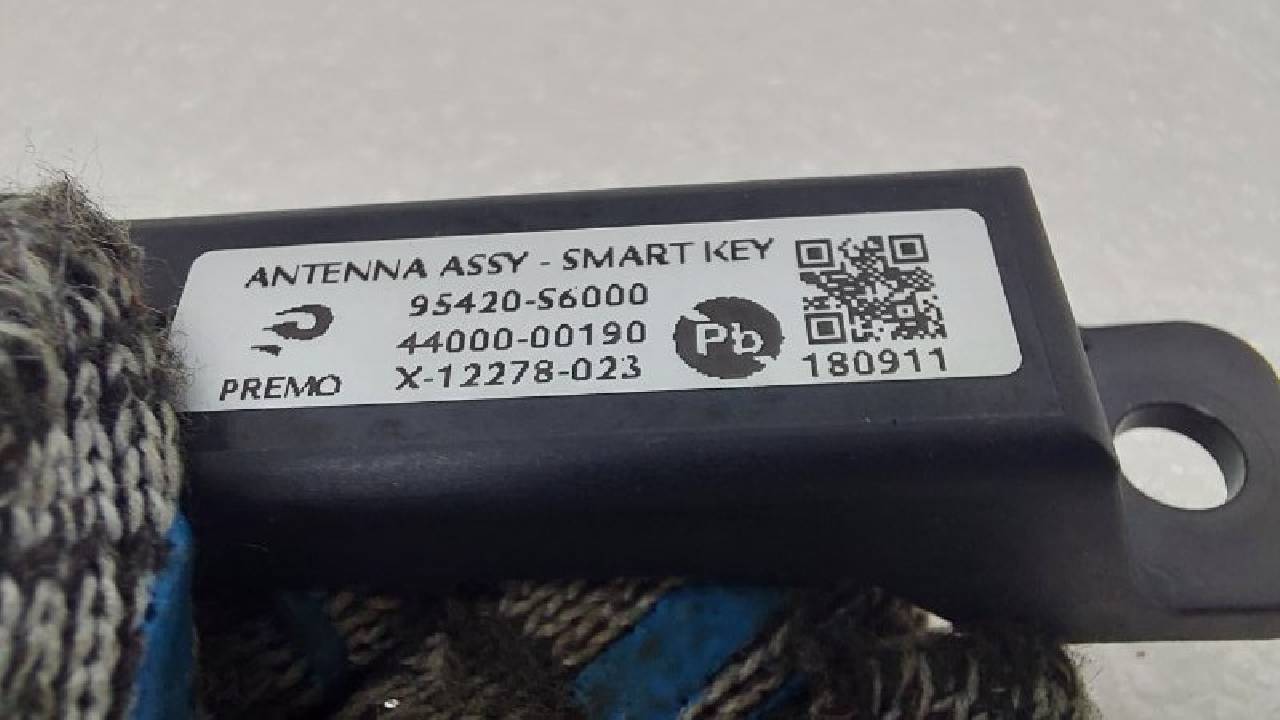 ANTENNA ASSY - SMART KEY
95420-S6000
44000-00190
X-12278-023
PREMO
Pb
180911